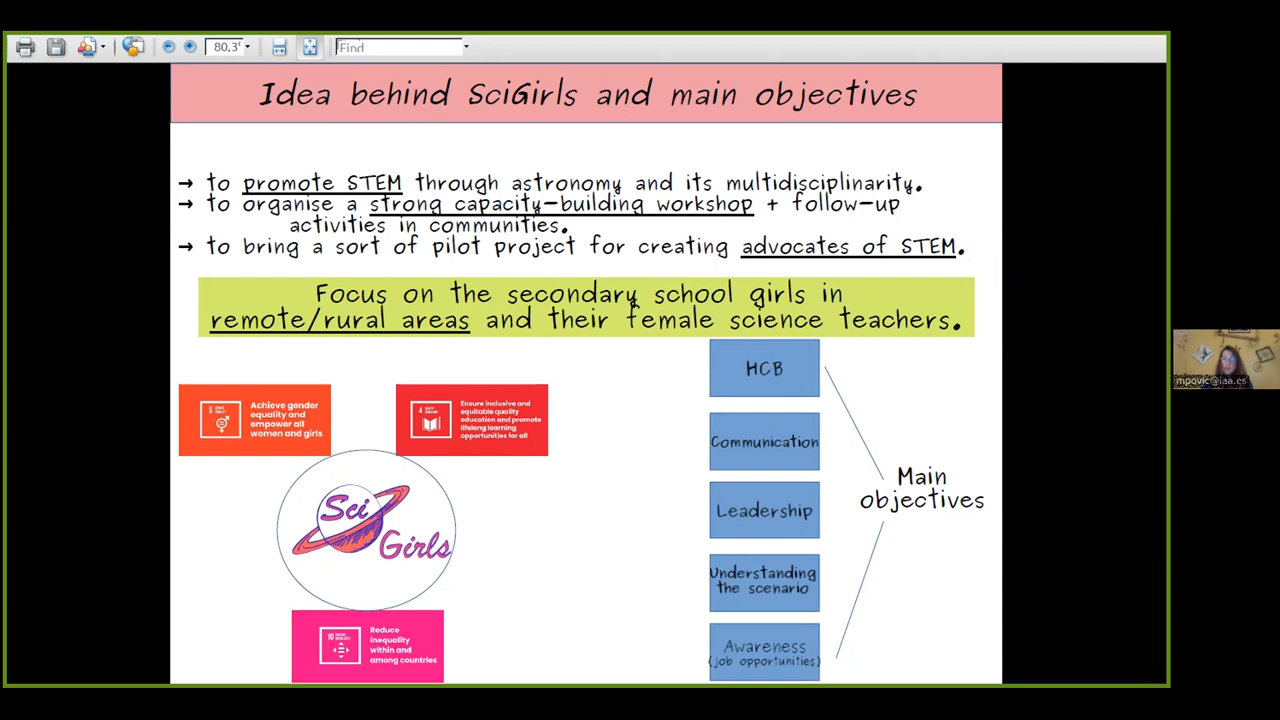 80,3%
Find
Idea behind SciGirls and main objectives
→ to promote STEM through astronomy and its multidisciplinarity.
→ to organise a strong capacity-building workshop + follow-up
activities in communities.
→ to bring a sort of pilot project for creating advocates of STEM.
Focus on the secondary school girls in
remote/rural areas and their female science teachers.
5
Achieve gender
equality and
empower all
women and girls
4
Ensure inclusive and
equitable quality
education and promote
lifelong learning
opportunities for all
Sci
Girls
10
Reduce
inequality
within and
among countries
HCB
Communication
Leadership
Understanding
the scenario
Awareness
(job opportunities)
Main
objectives
mpovic@iaa.es